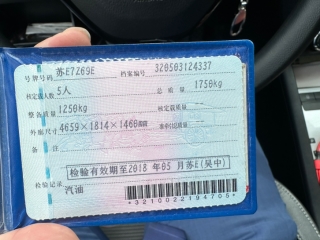 号牌号码 苏E7Z69E 档案编号 320503124337
核定载人数 5人 总质量 1750kg
整备质量 1250kg 核定载质量 --
外廓尺寸 4659×1814×1460mm 准牵引总质量 --
备注
检验有效期至2018年05月苏E(吴中)
检验记录 汽油
*3210022194705*